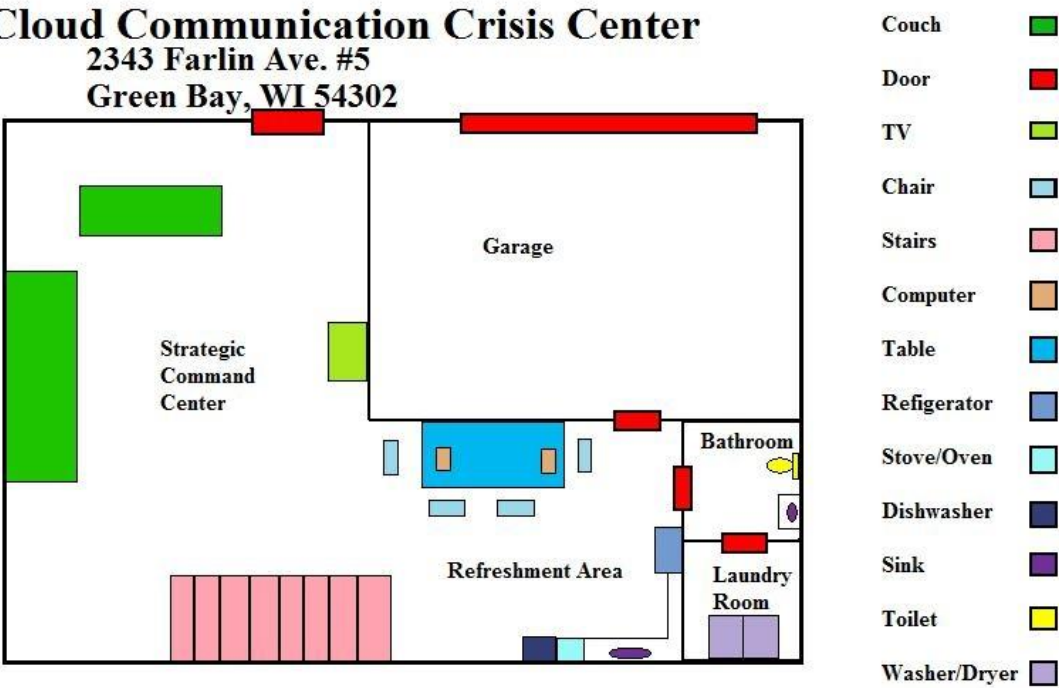 Cloud Communication Crisis Center
2343 Farlin Ave. #5
Green Bay, WI 54302
Garage
Strategic
Command
Center
Bathroom
Refreshment Area
Laundry
Room
Couch
Door
TV
Chair
Stairs
Computer
Table
Refigerator
Stove/Oven
Dishwasher
Sink
Toilet
Washer/Dryer